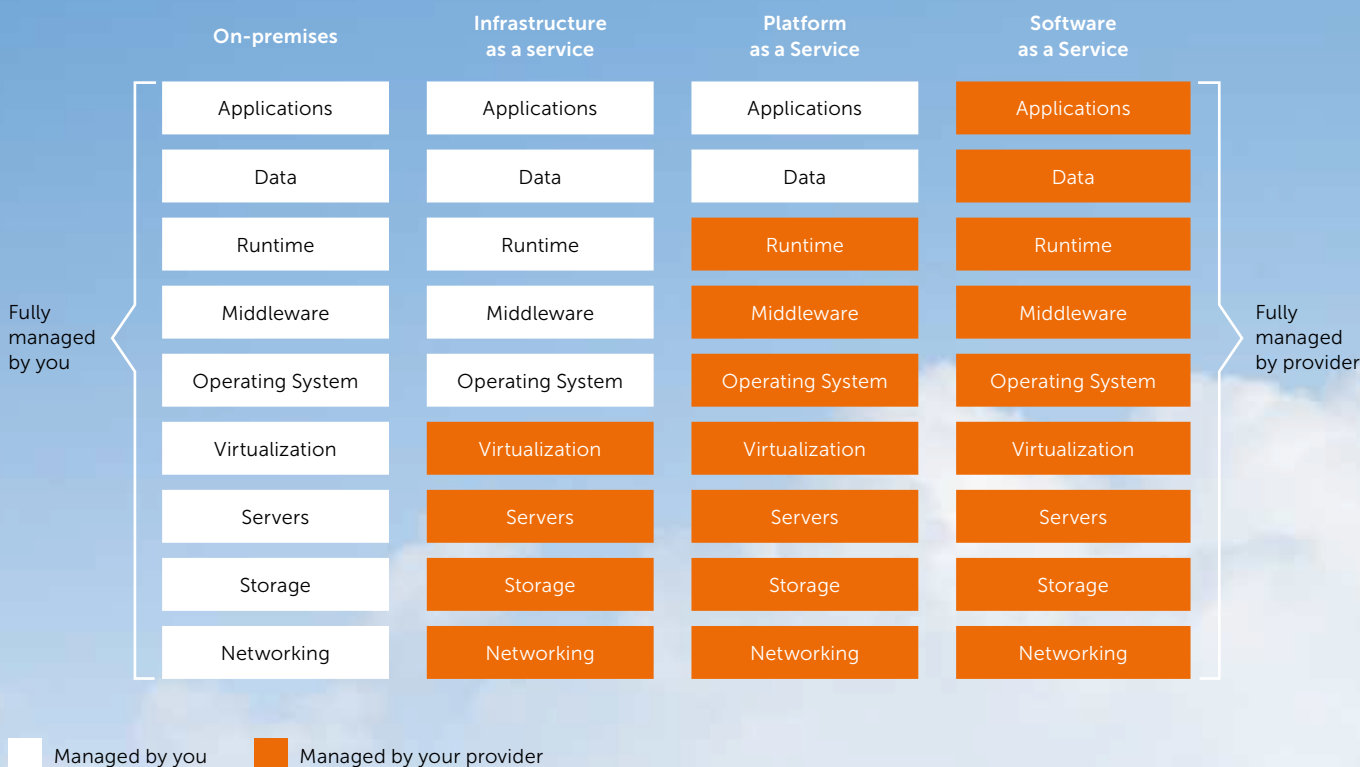 On-premises
Infrastructure
as a service
Platform
as a Service
Software
as a Service
Applications
Applications
Applications
Applications
Data
Data
Data
Data
Runtime
Runtime
Runtime
Runtime
Fully
managed
by you
Middleware
Middleware
Middleware
Middleware
Fully
managed
by provider
Operating System
Operating System
Operating System
Operating System
Virtualization
Virtualization
Virtualization
Virtualization
Servers
Servers
Servers
Servers
Storage
Storage
Storage
Storage
Networking
Networking
Networking
Networking
Managed by you
Managed by your provider